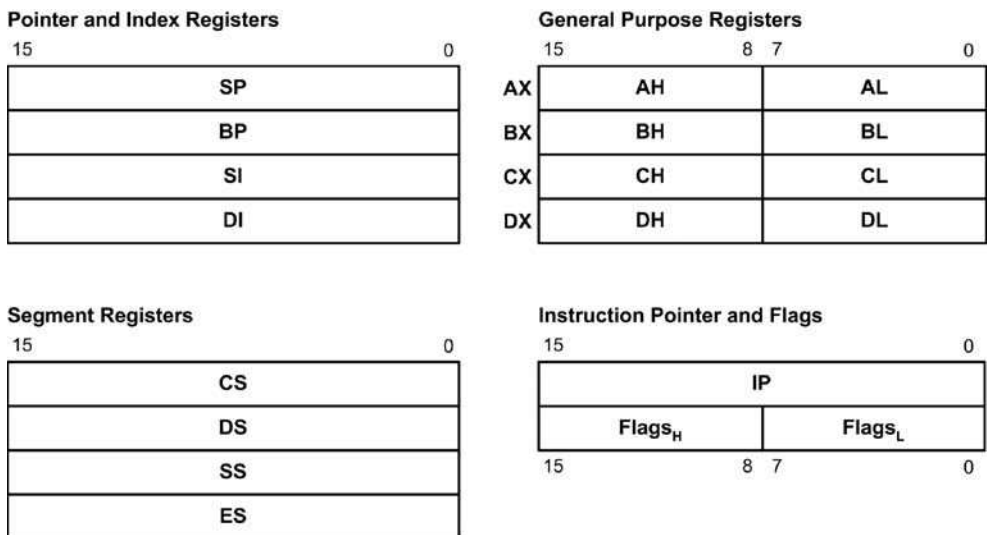 Pointer and Index Registers
15 0
SP
BP
SI
DI
General Purpose Registers
15 8 7 0
AX AH AL
BX BH BL
CX CH CL
DX DH DL
Segment Registers
15 0
CS
DS
SS
ES
Instruction Pointer and Flags
15 0
IP
FlagsH FlagsL
15 8 7 0